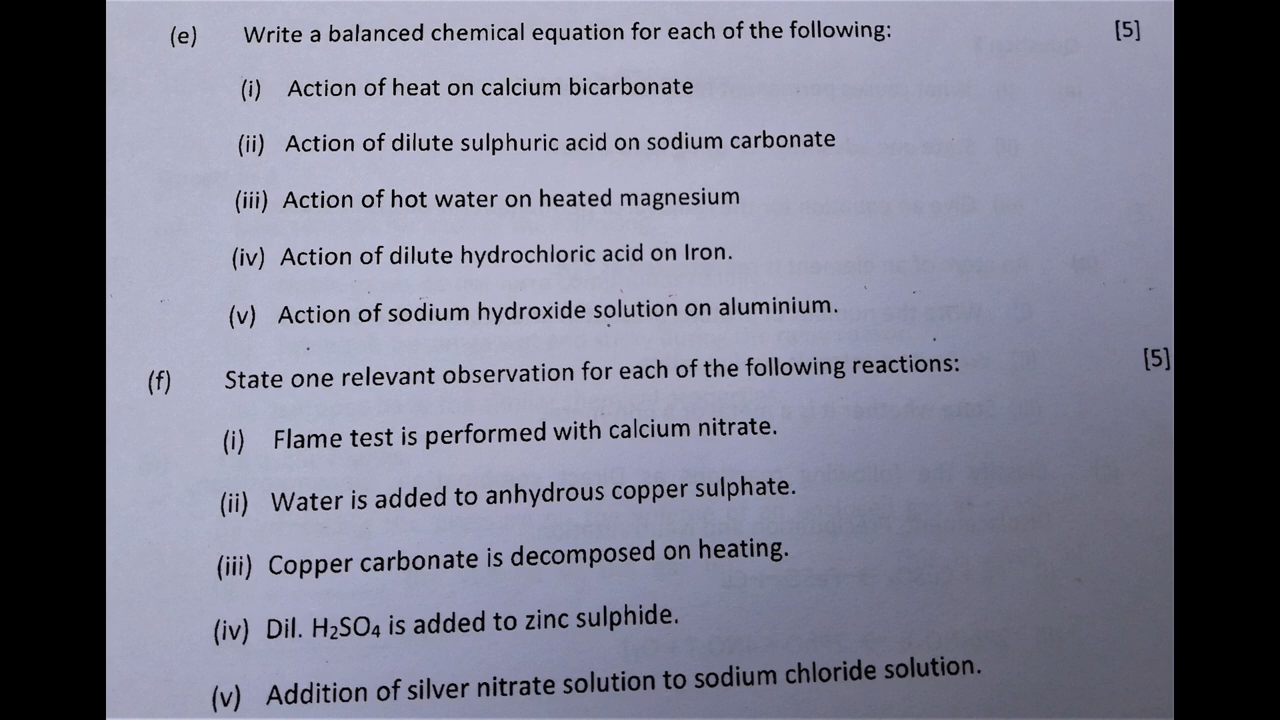 (e) Write a balanced chemical equation for each of the following: [5]
(i) Action of heat on calcium bicarbonate
(ii) Action of dilute sulphuric acid on sodium carbonate
(iii) Action of hot water on heated magnesium
(iv) Action of dilute hydrochloric acid on Iron.
(v) Action of sodium hydroxide solution on aluminium.
(f) State one relevant observation for each of the following reactions: [5]
(i) Flame test is performed with calcium nitrate.
(ii) Water is added to anhydrous copper sulphate.
(iii) Copper carbonate is decomposed on heating.
(iv) Dil. H₂SO₄ is added to zinc sulphide.
(v) Addition of silver nitrate solution to sodium chloride solution.